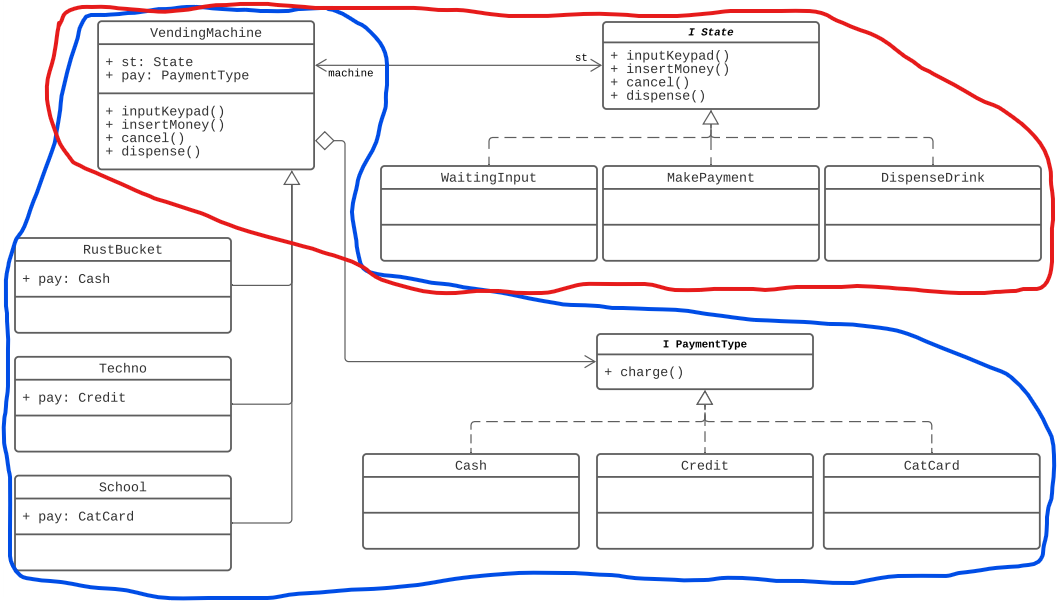 VendingMachine
+ st: State
+ pay: PaymentType
+ inputKeypad()
+ insertMoney()
+ cancel()
+ dispense()
machine
st
I State
+ inputKeypad()
+ insertMoney()
+ cancel()
+ dispense()
WaitingInput
MakePayment
DispenseDrink
RustBucket
+ pay: Cash
Techno
+ pay: Credit
School
+ pay: CatCard
I PaymentType
+ charge()
Cash
Credit
CatCard